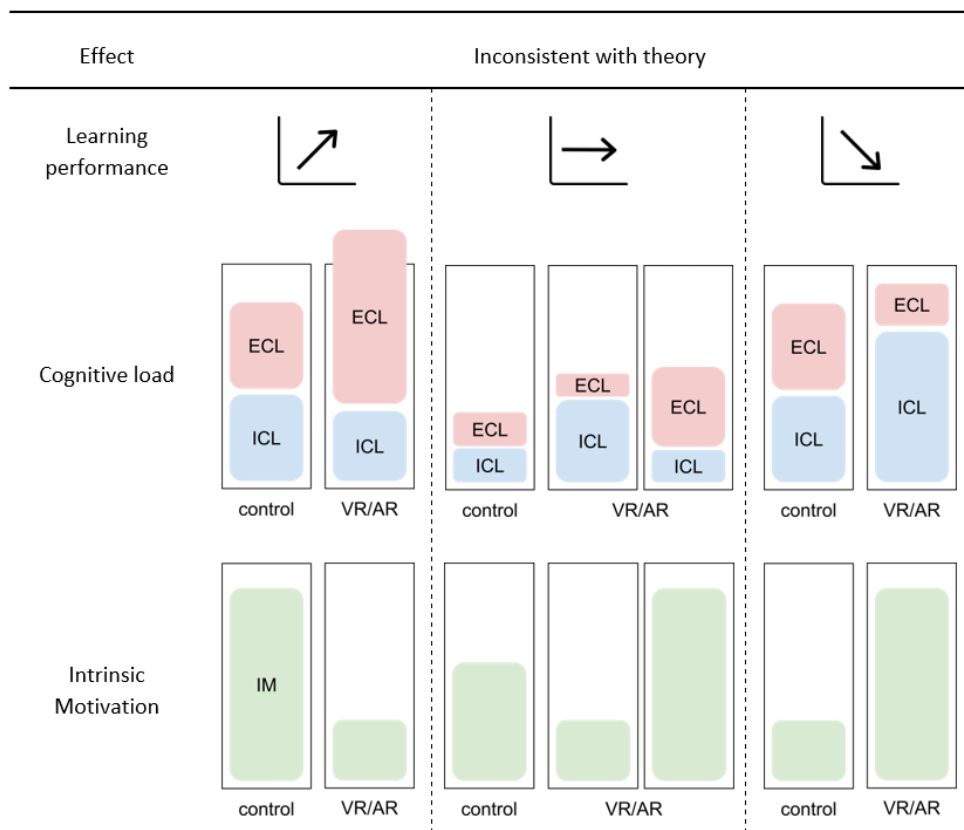 Effect
Inconsistent with theory
Learning
performance
Cognitive load
ECL
ICL
ECL
ICL
control
VR/AR
ECL
ICL
ECL
ICL
ECL
ICL
control
VR/AR
ECL
ICL
ECL
ICL
control
VR/AR
Intrinsic
Motivation
IM
control
VR/AR
control
VR/AR
control
VR/AR